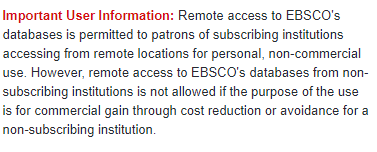 Important User Information: Remote access to EBSCO's
databases is permitted to patrons of subscribing institutions
accessing from remote locations for personal, non-commercial
use. However, remote access to EBSCO's databases from non-
subscribing institutions is not allowed if the purpose of the use
is for commercial gain through cost reduction or avoidance for a
non-subscribing institution.